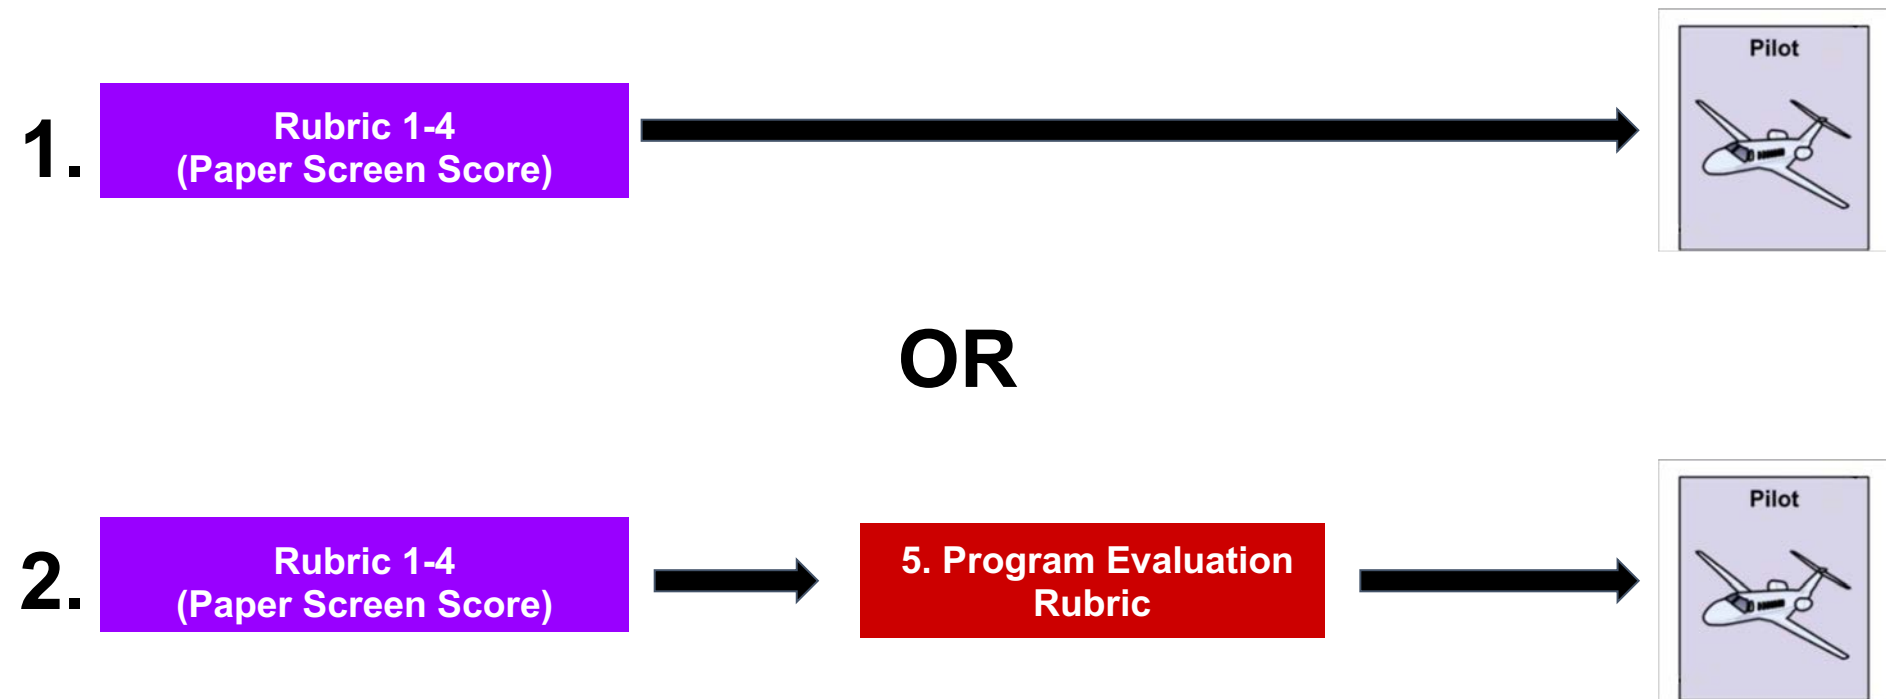 Pilot
1.
Rubric 1-4
(Paper Screen Score)
OR
Pilot
2.
Rubric 1-4
(Paper Screen Score)
5. Program Evaluation
Rubric